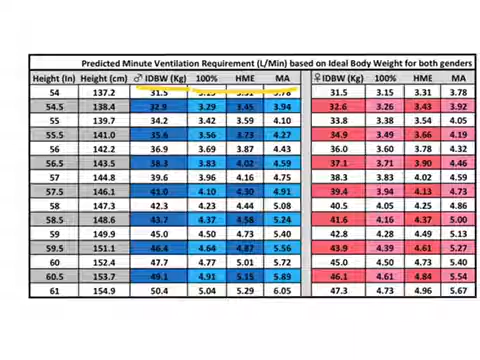 Predicted Minute Ventilation Requirement (L/Min) based on Ideal Body Weight for both genders
Height (In) Height (cm) ♂ IDBW (Kg) 100% HME MA ♀ IDBW (Kg) 100% HME MA
54 137.2 31.5 3.15 3.31 3.78 31.5 3.15 3.31 3.78
54.5 138.4 32.9 3.29 3.45 3.94 32.6 3.26 3.43 3.92
55 139.7 34.2 3.42 3.59 4.10 33.8 3.38 3.54 4.05
55.5 141.0 35.6 3.56 3.73 4.27 34.9 3.49 3.66 4.19
56 142.2 36.9 3.69 3.87 4.43 36.0 3.60 3.78 4.32
56.5 143.5 38.3 3.83 4.02 4.59 37.1 3.71 3.90 4.46
57 144.8 39.6 3.96 4.16 4.75 38.3 3.83 4.02 4.59
57.5 146.1 41.0 4.10 4.30 4.91 39.4 3.94 4.13 4.73
58 147.3 42.3 4.23 4.44 5.08 40.5 4.05 4.25 4.86
58.5 148.6 43.7 4.37 4.58 5.24 41.6 4.16 4.37 5.00
59 149.9 45.0 4.50 4.73 5.40 42.8 4.28 4.49 5.13
59.5 151.1 46.4 4.64 4.87 5.56 43.9 4.39 4.61 5.27
60 152.4 47.7 4.77 5.01 5.72 45.0 4.50 4.73 5.40
60.5 153.7 49.1 4.91 5.15 5.89 46.1 4.61 4.84 5.54
61 154.9 50.4 5.04 5.29 6.05 47.3 4.73 4.96 5.67